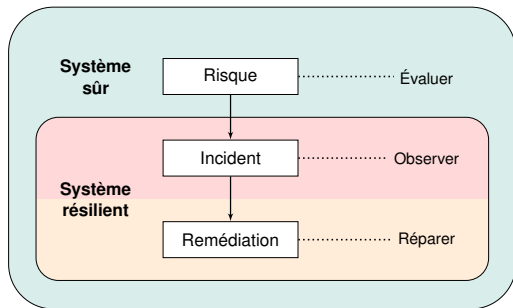 Système
sûr
Risque
Évaluer
Incident
Observer
Système
résilient
Remédiation
Réparer